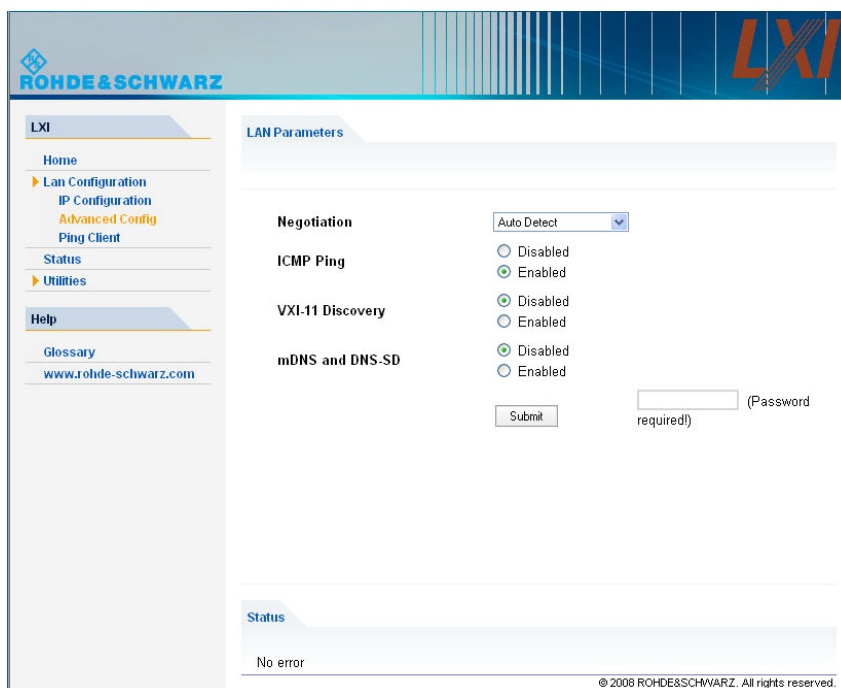 ROHDE&SCHWARZ
LXI
LXI
Home
Lan Configuration
IP Configuration
Advanced Config
Ping Client
Status
Utilities
Help
Glossary
www.rohde-schwarz.com
LAN Parameters
Negotiation
Auto Detect
ICMP Ping
Disabled
Enabled
VXI-11 Discovery
Disabled
Enabled
mDNS and DNS-SD
Disabled
Enabled
Submit
(Password
required!)
Status
No error
© 2008 ROHDE&SCHWARZ. All rights reserved.